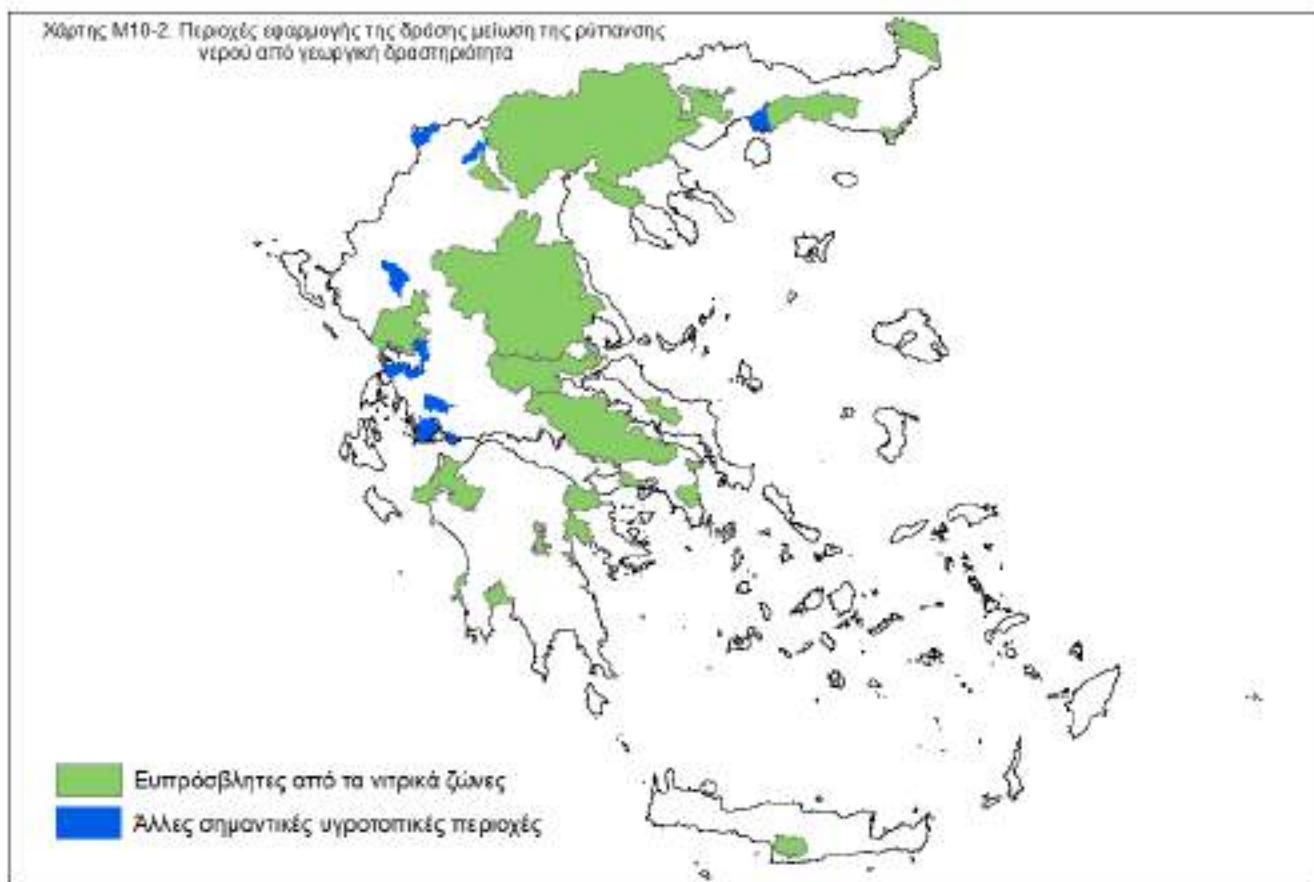 Χάρτης Μ10-2. Περιοχές εφαρμογής της δράσης μείωση της ρύπανσης
νερού από γεωργική δραστηριότητα
Ευπρόσβλητες από τα νιτρικά ζώνες
Άλλες σημαντικές υγροτοπικές περιοχές